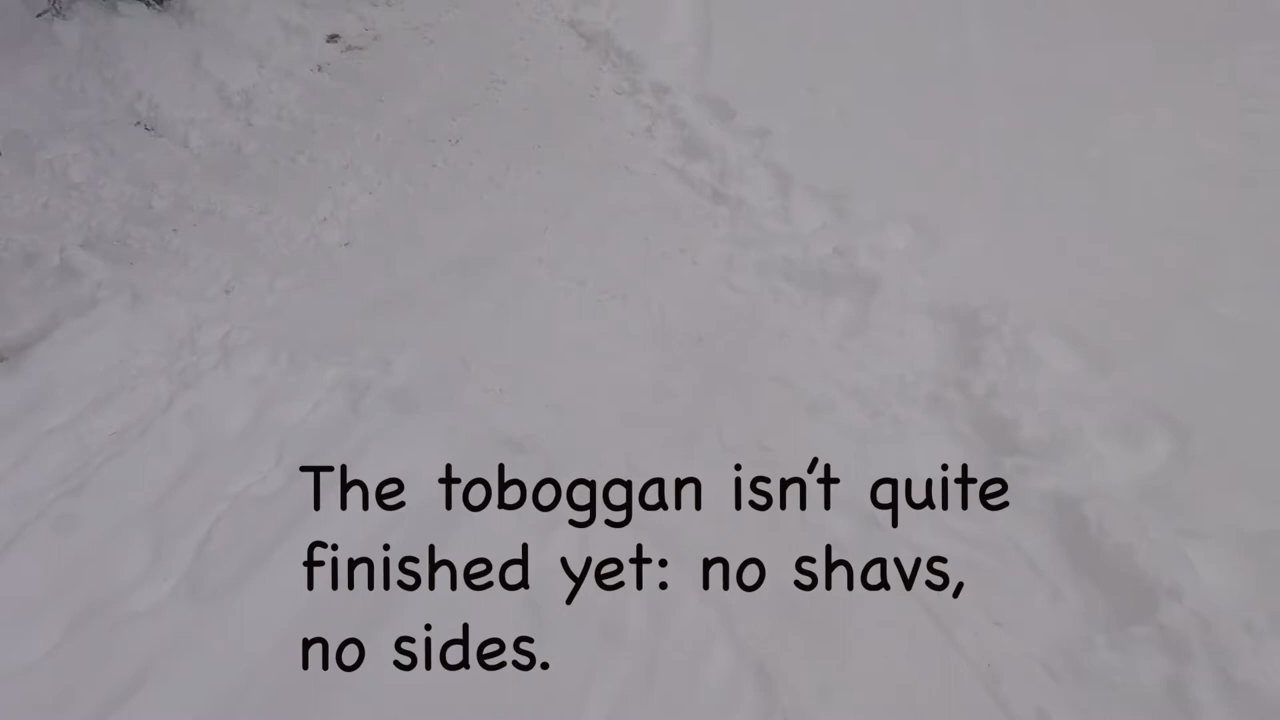 The toboggan isn't quite
finished yet: no shavs,
no sides.